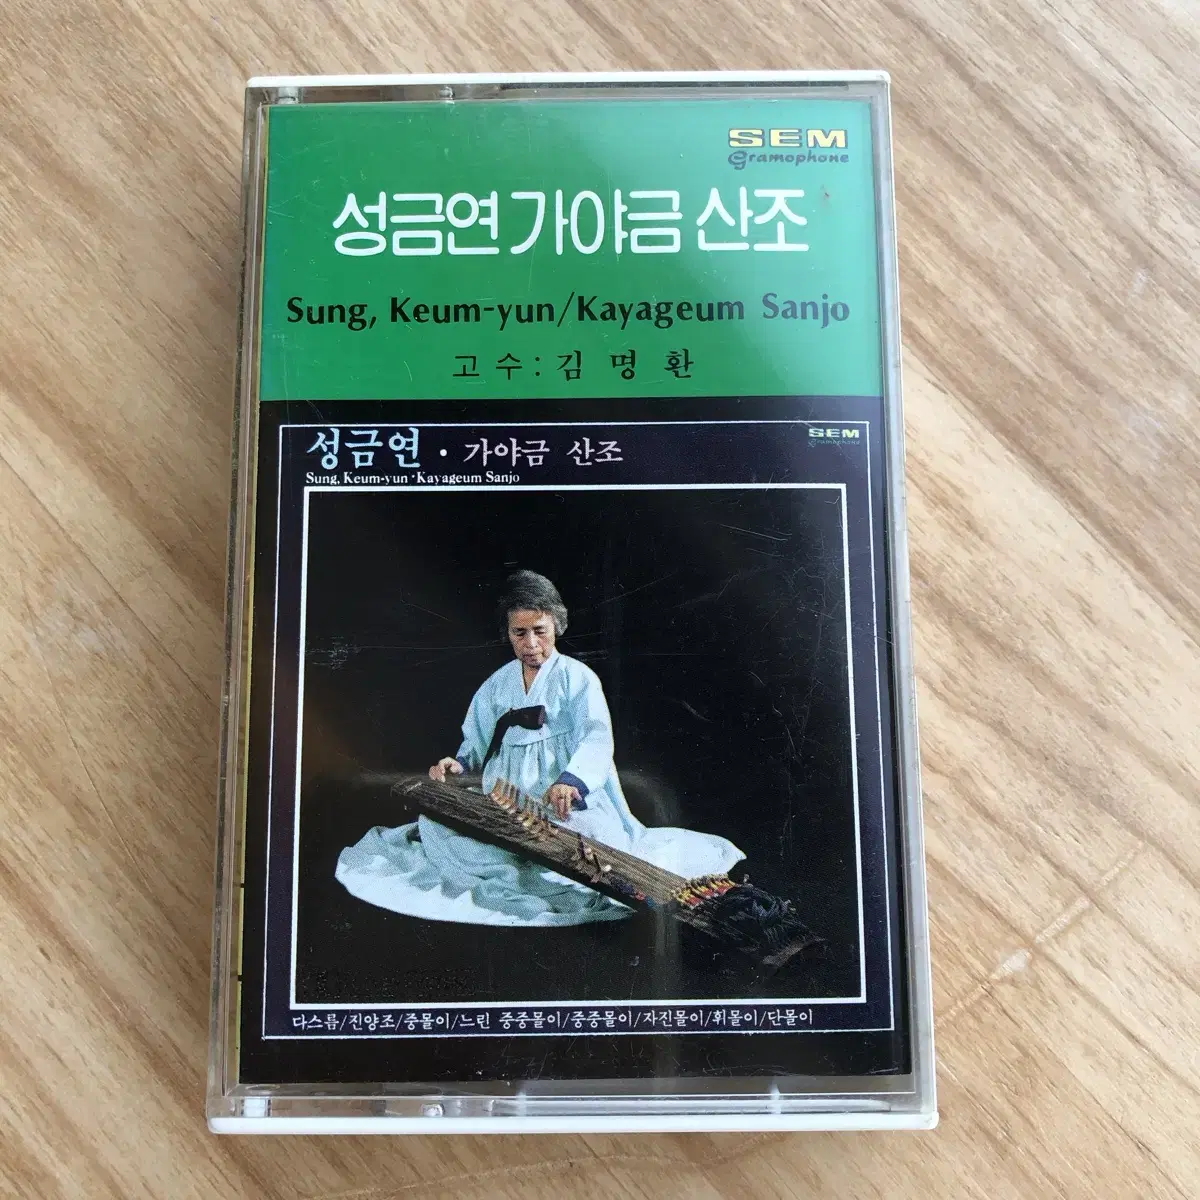 SEM
Gramophone
성금연 가야금 산조
Sung, Keum-yun/Kayageum Sanjo
고수: 김명환
성금연 · 가야금 산조
SEM
Gramophone
Sung, Keum-yun·Kayageum Sanjo
다스름/진양조/중몰이/느린 중중몰이/중중몰이/자진몰이/휘몰이/단몰이